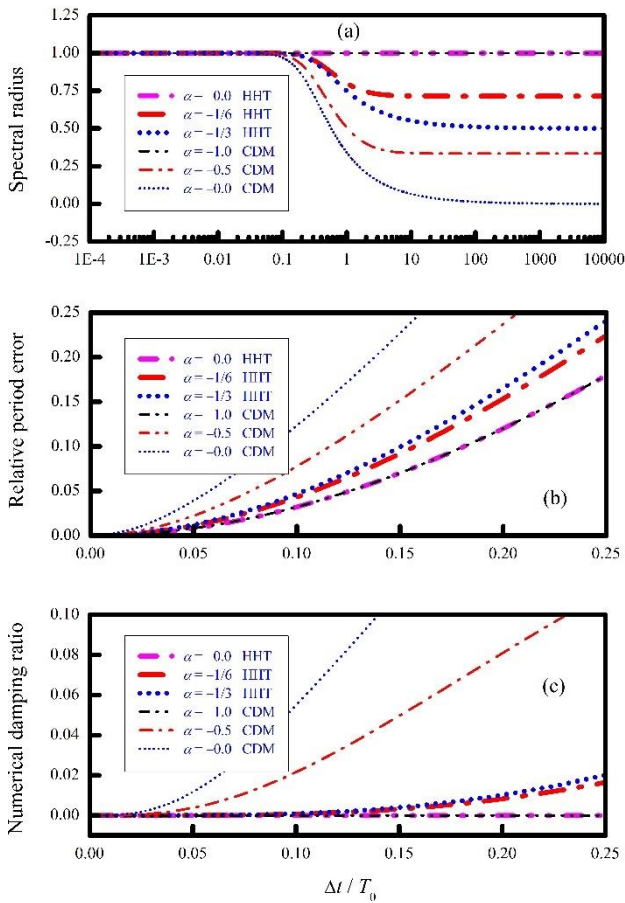 (a)
1.00
0.75
0.50
0.25
0.00
-0.25
Spectral radius
α= 0.0 HHT
α= −1/6 HHT
α= −1/3 HHT
α= −1.0 CDM
α= −0.5 CDM
α= −0.0 CDM
1E-4 1E-3 0.01 0.1 1 10 100 1000 10000
0.25
0.20
0.15
0.10
0.05
0.00
Relative period error
α= 0.0 HHT
α= −1/6 HHT
α= −1/3 HHT
α= −1.0 CDM
α= −0.5 CDM
α= −0.0 CDM
(b)
0.00 0.05 0.10 0.15 0.20 0.25
0.10
0.08
0.06
0.04
0.02
0.00
Numerical damping ratio
α= 0.0 HHT
α= −1/6 HHT
α= −1/3 HHT
α= −1.0 CDM
α= −0.5 CDM
α= −0.0 CDM
(c)
0.00 0.05 0.10 0.15 0.20 0.25
Δt / T₀